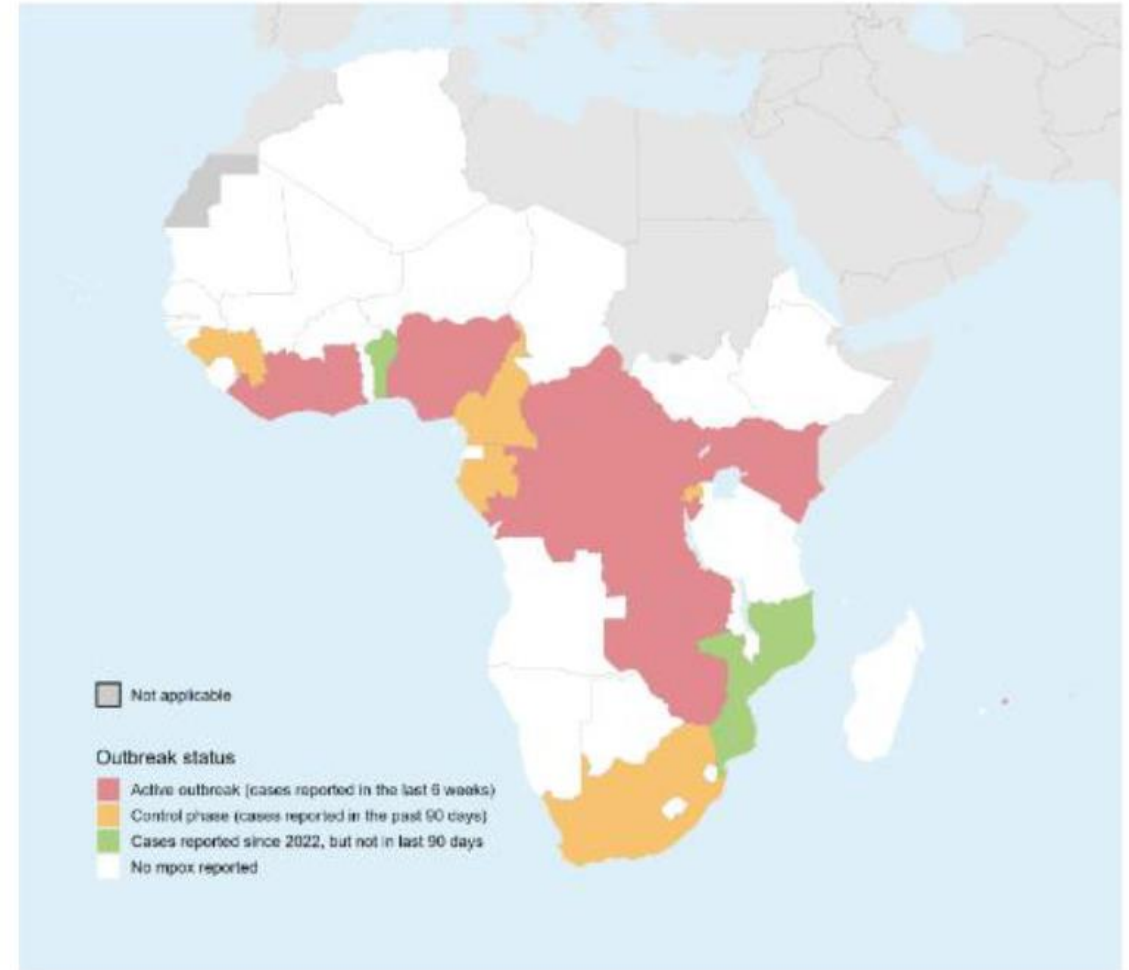 Not applicable
Outbreak status
Active outbreak (cases reported in the last 6 weeks)
Control phase (cases reported in the past 90 days)
Cases reported since 2022, but not in last 90 days
No mpox reported